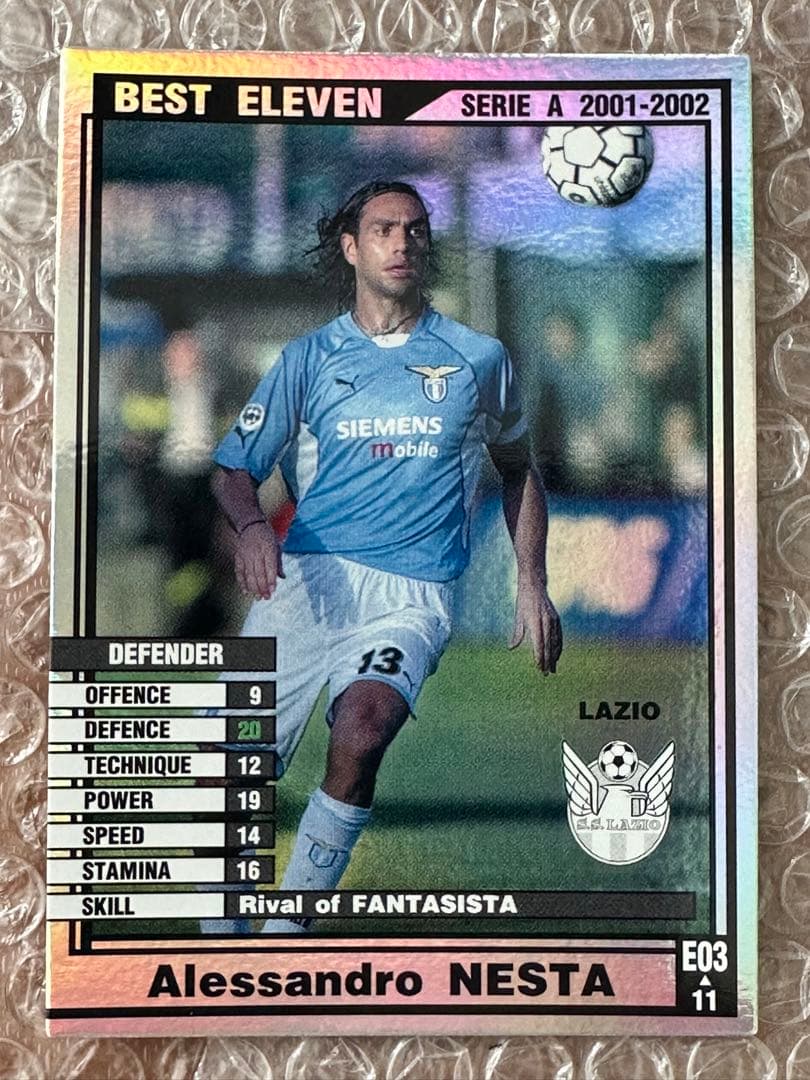 BEST ELEVEN
SERIE A 2001-2002
SIEMENS
mobile
13
DEFENDER
OFFENCE 9
DEFENCE 20
TECHNIQUE 12
POWER 19
SPEED 14
STAMINA 16
SKILL Rival of FANTASISTA
LAZIO
S.S. LAZIO
Alessandro NESTA
E03
11